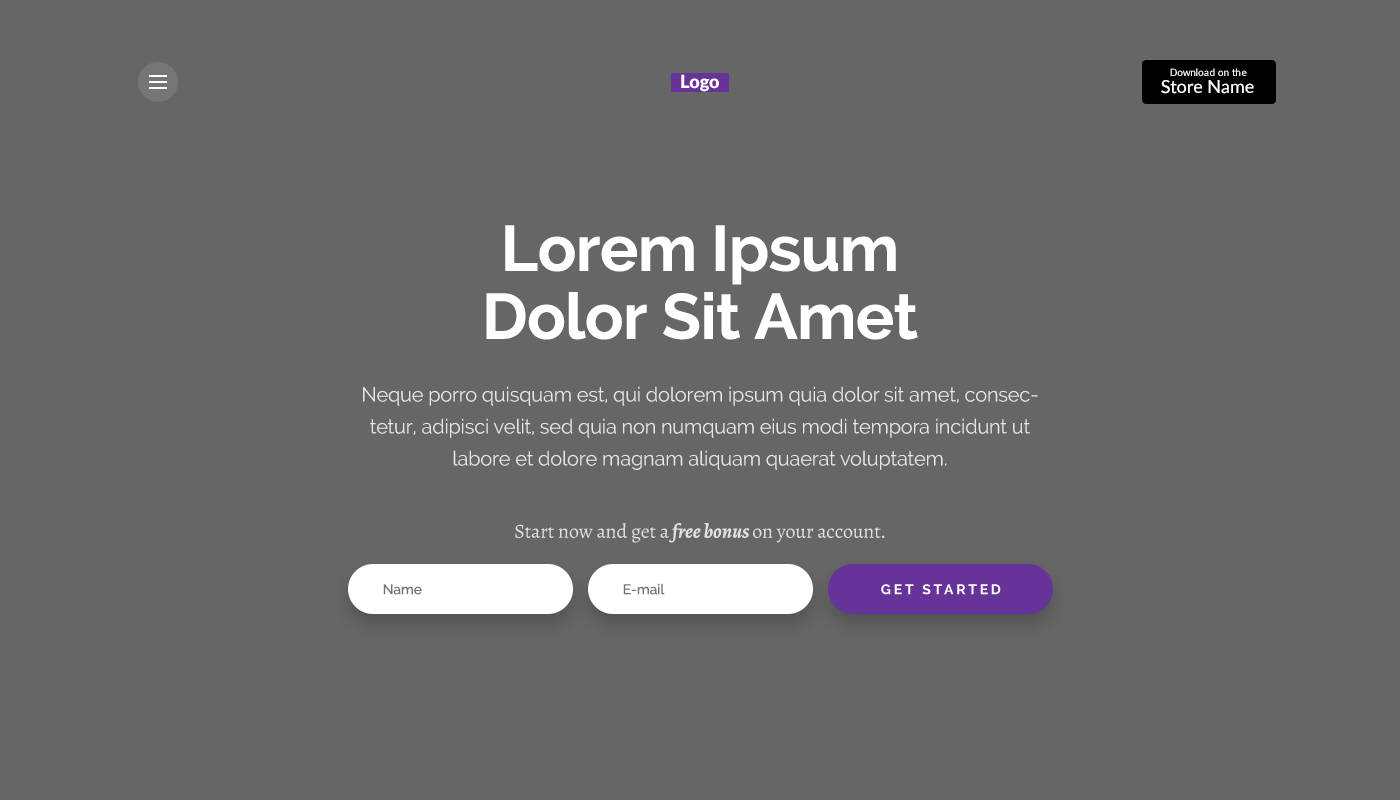 Logo
Download on the
Store Name
Lorem Ipsum
Dolor Sit Amet
Neque porro quisquam est, qui dolorem ipsum quia dolor sit amet, consec-
tetur, adipisci velit, sed quia non numquam eius modi tempora incidunt ut
labore et dolore magnam aliquam quaerat voluptatem.
Start now and get a free bonus on your account.
Name E-mail GET STARTED